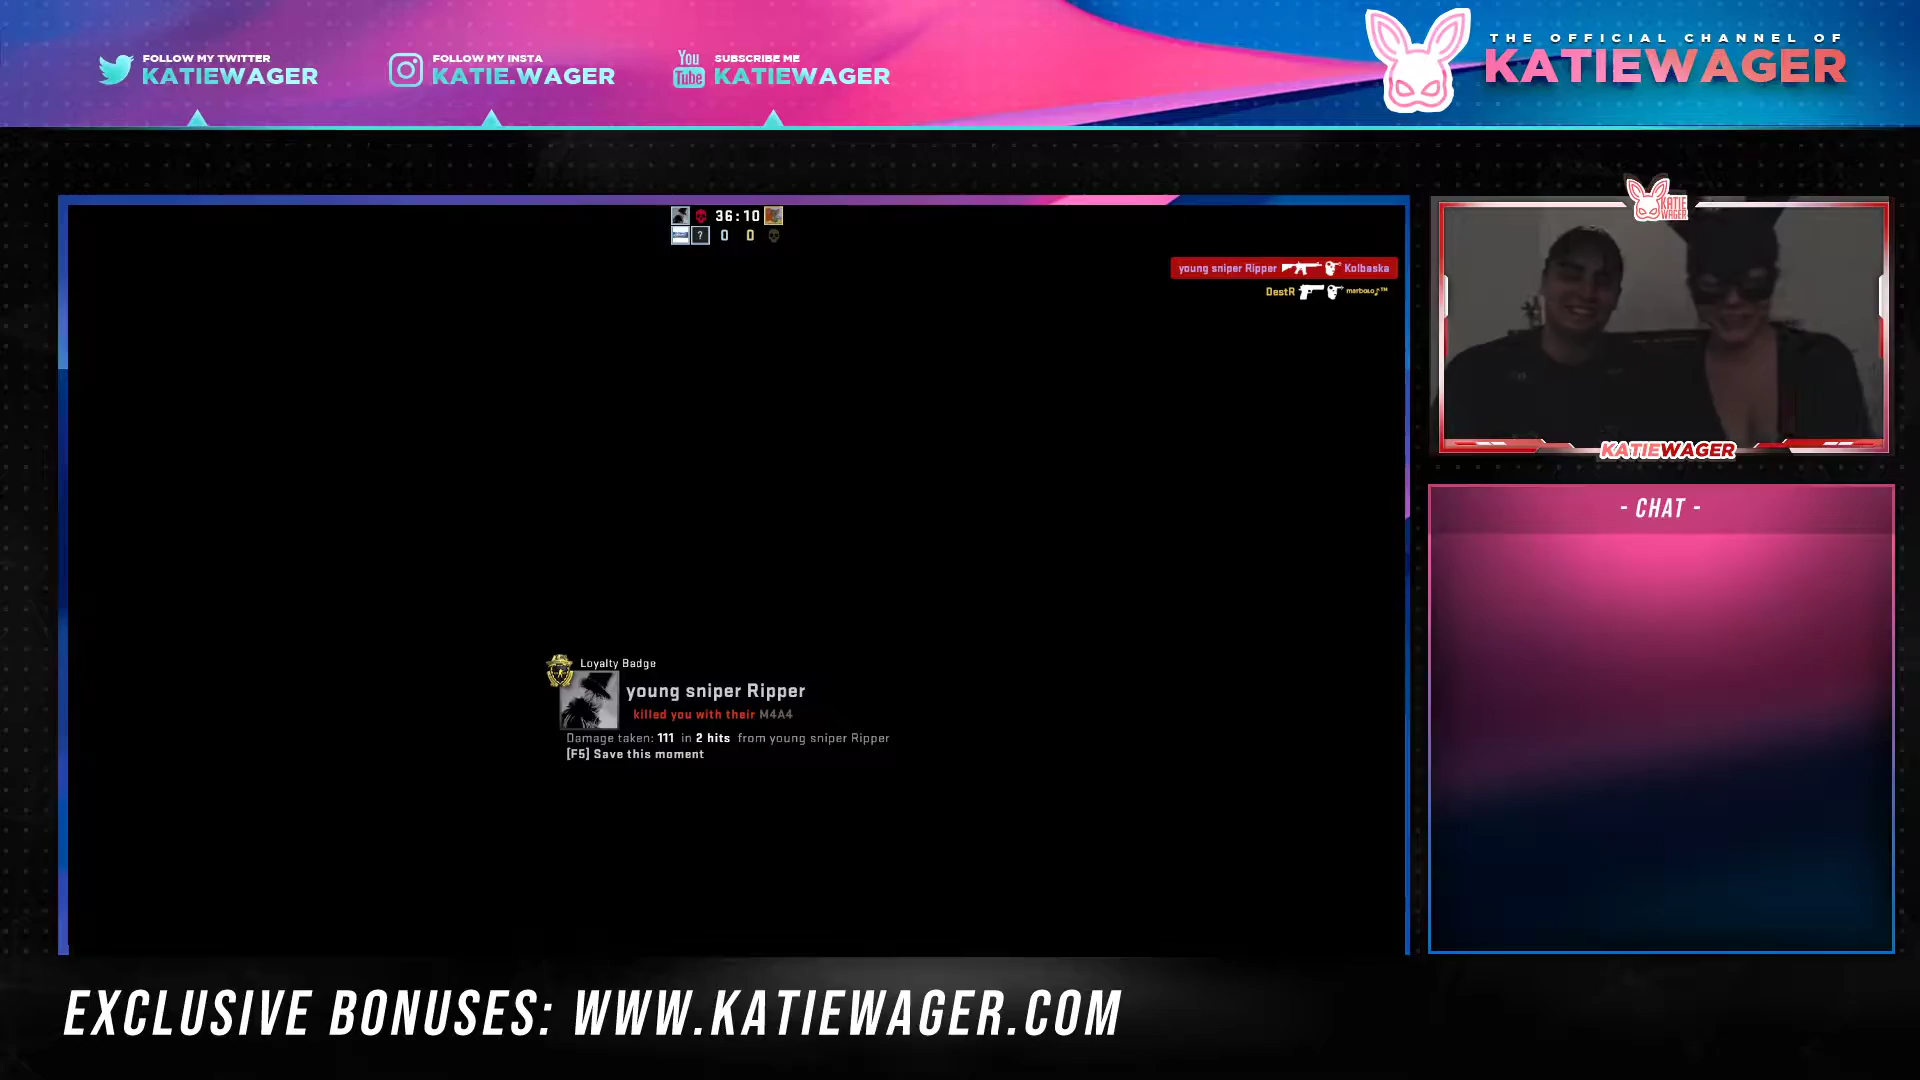 FOLLOW MY TWITTER
KATIEWAGER
FOLLOW MY INSTA
KATIE.WAGER
You
Tube
SUBSCRIBE ME
KATIEWAGER
THE OFFICIAL CHANNEL OF
KATIEWAGER
36:10
? 0 0
young sniper Ripper Kolbaska
DestR marbolo♪™
KATIE
WAGER
KATIEWAGER
- CHAT -
Loyalty Badge
young sniper Ripper
killed you with their M4A4
Damage taken: 111 in 2 hits from young sniper Ripper
[F5] Save this moment
EXCLUSIVE BONUSES: WWW.KATIEWAGER.COM